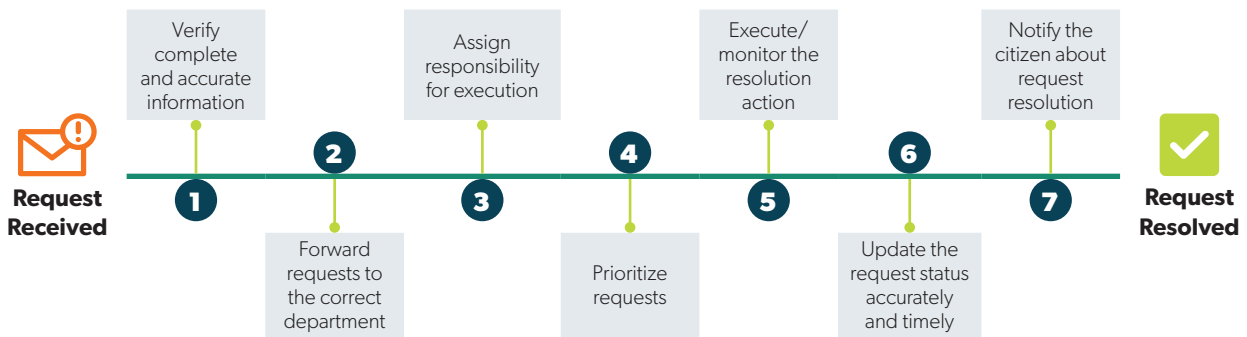 Request
Received
1
Verify
complete
and accurate
information
2
Forward
requests to
the correct
department
3
Assign
responsibility
for execution
4
Prioritize
requests
5
Execute/
monitor the
resolution
action
6
Update the
request status
accurately
and timely
7
Notify the
citizen about
request
resolution
Request
Resolved